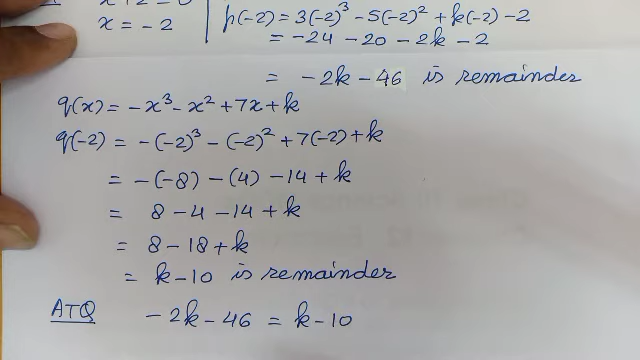 x + 2 = 0
x = -2
p(-2) = 3(-2)³ - 5(-2)² + k(-2) - 2
= -24 - 20 - 2k - 2
= -2k - 46 is remainder
q(x) = -x³ - x² + 7x + k
q(-2) = -(-2)³ - (-2)² + 7(-2) + k
= -(-8) - (4) - 14 + k
= 8 - 4 - 14 + k
= 8 - 18 + k
= k - 10 is remainder
ATQ -2k - 46 = k - 10